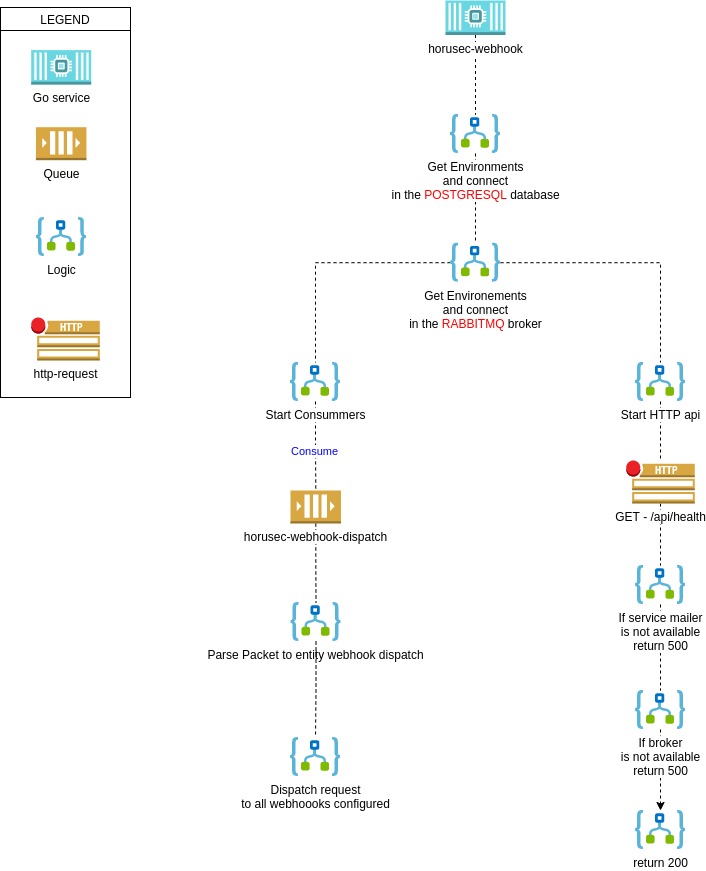 LEGEND
Go service
Queue
Logic
HTTP
http-request
horusec-webhook
Get Environments
and connect
in the POSTGRESQL database
Get Environements
and connect
in the RABBITMQ broker
Start Consummers
Consume
horusec-webhook-dispatch
Parse Packet to entity webhook dispatch
Dispatch request
to all webhoooks configured
Start HTTP api
HTTP
GET - /api/health
If service mailer
is not available
return 500
If broker
is not available
return 500
return 200